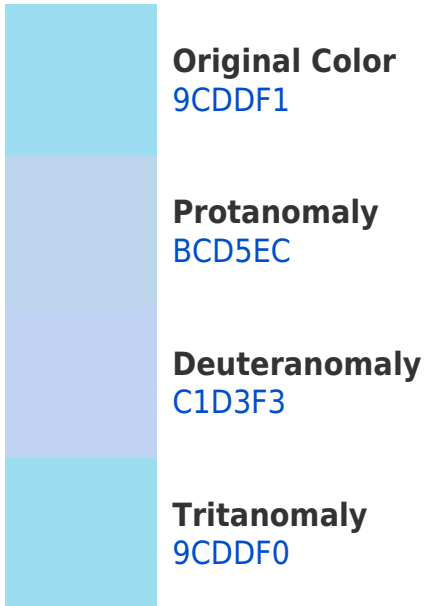 Original Color
9CDDF1
Protanomaly
BCD5EC
Deuteranomaly
C1D3F3
Tritanomaly
9CDDF0